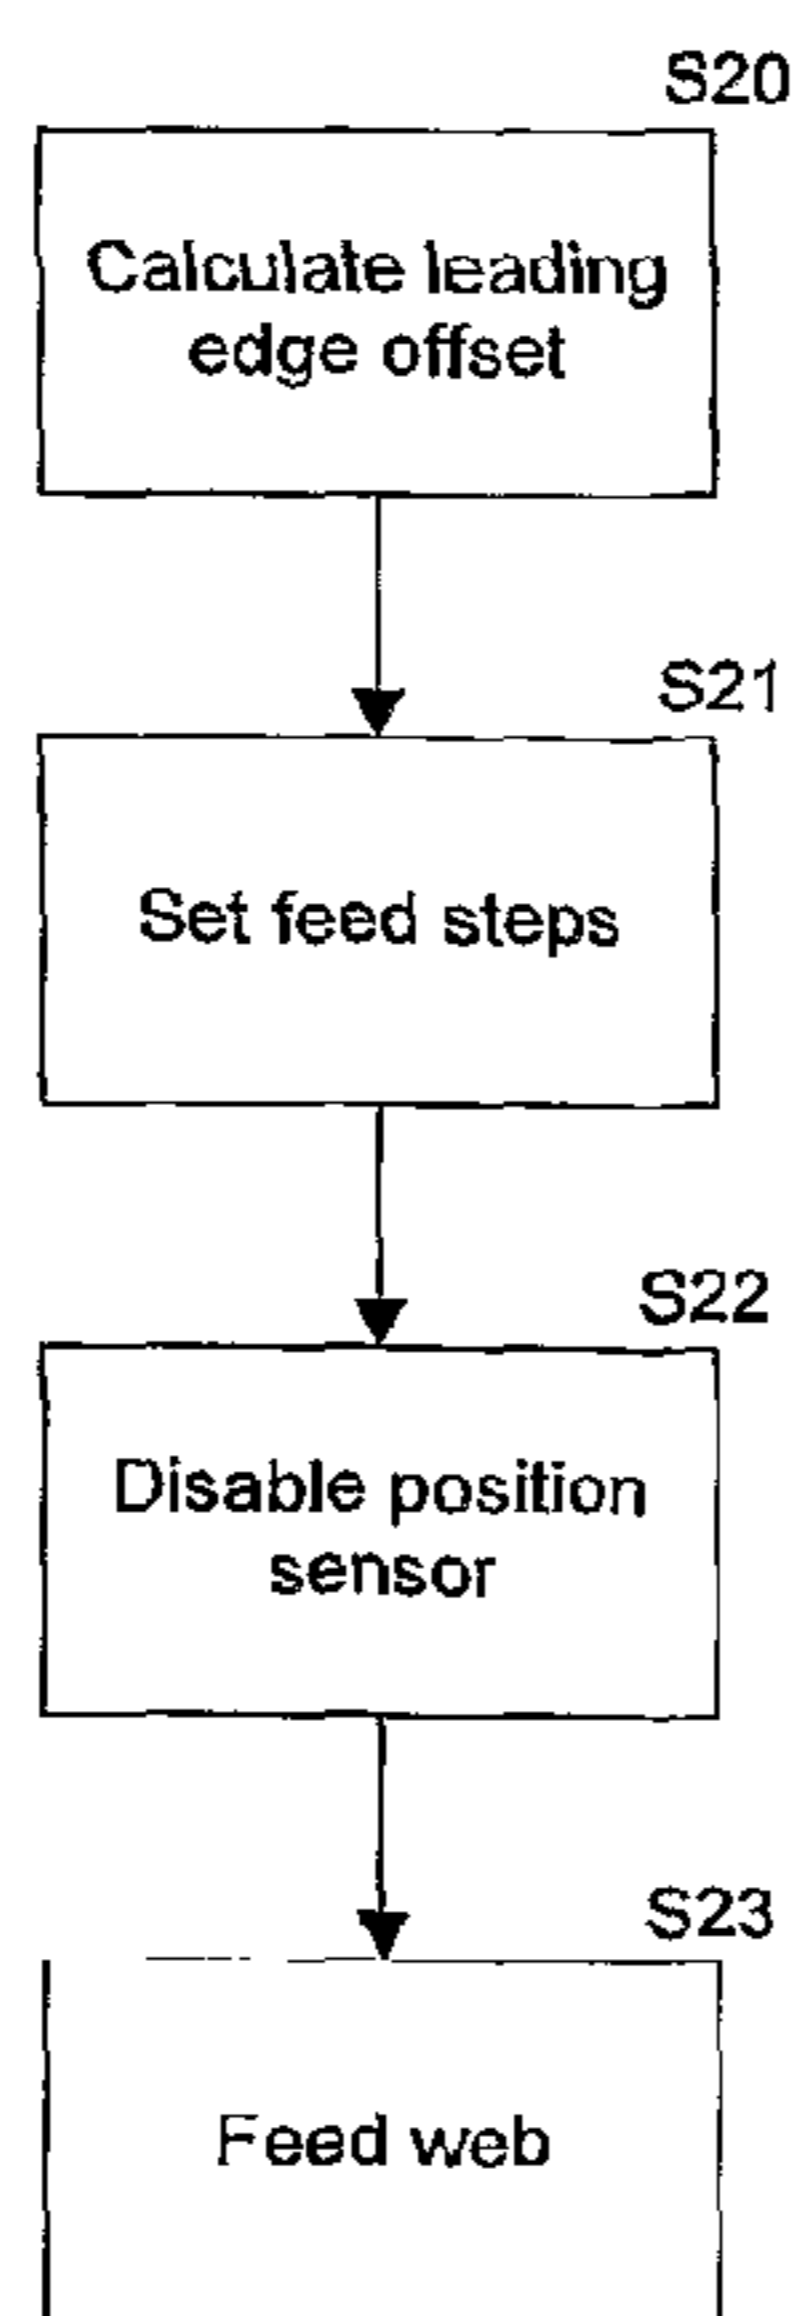 S20
Calculate leading
edge offset
S21
Set feed steps
S22
Disable position
sensor
S23
Feed web